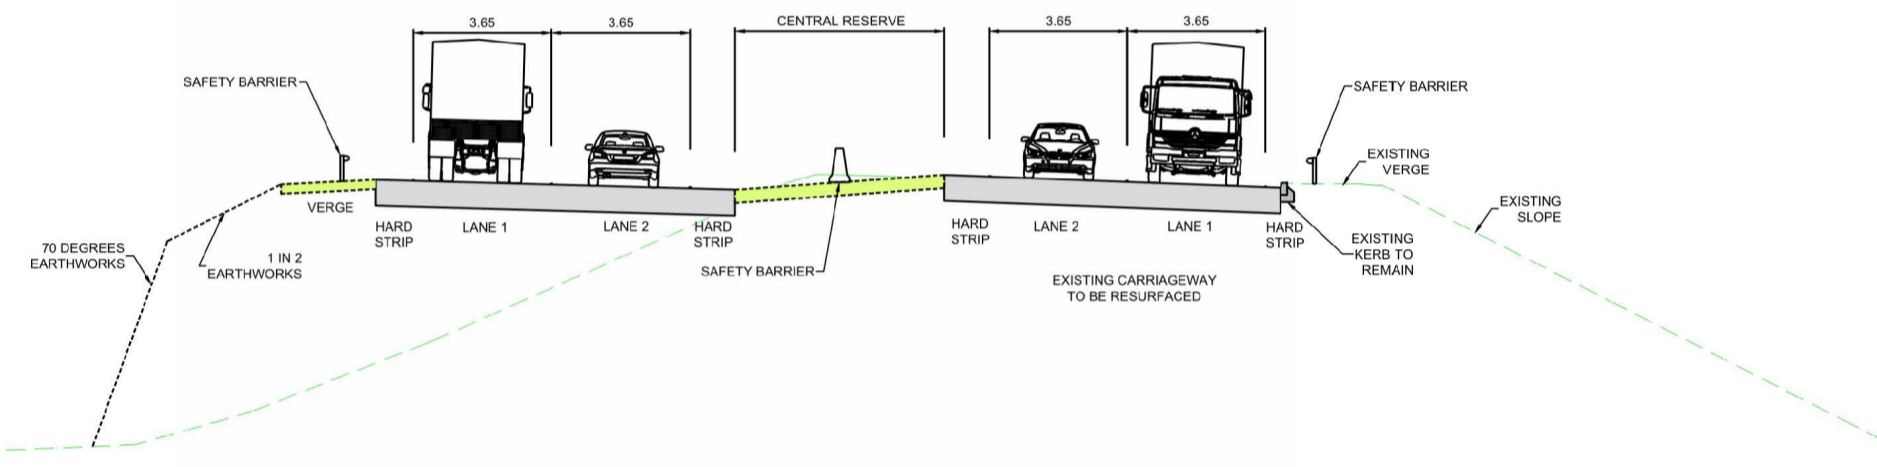 3.65
3.65
CENTRAL RESERVE
3.65
3.65
SAFETY BARRIER
SAFETY BARRIER
EXISTING
VERGE
VERGE
EXISTING
SLOPE
HARD
STRIP
LANE 1
LANE 2
HARD
STRIP
HARD
STRIP
LANE 2
LANE 1
HARD
STRIP
70 DEGREES
EARTHWORKS
1 IN 2
EARTHWORKS
SAFETY BARRIER
EXISTING CARRIAGEWAY
TO BE RESURFACED
EXISTING
KERB TO
REMAIN